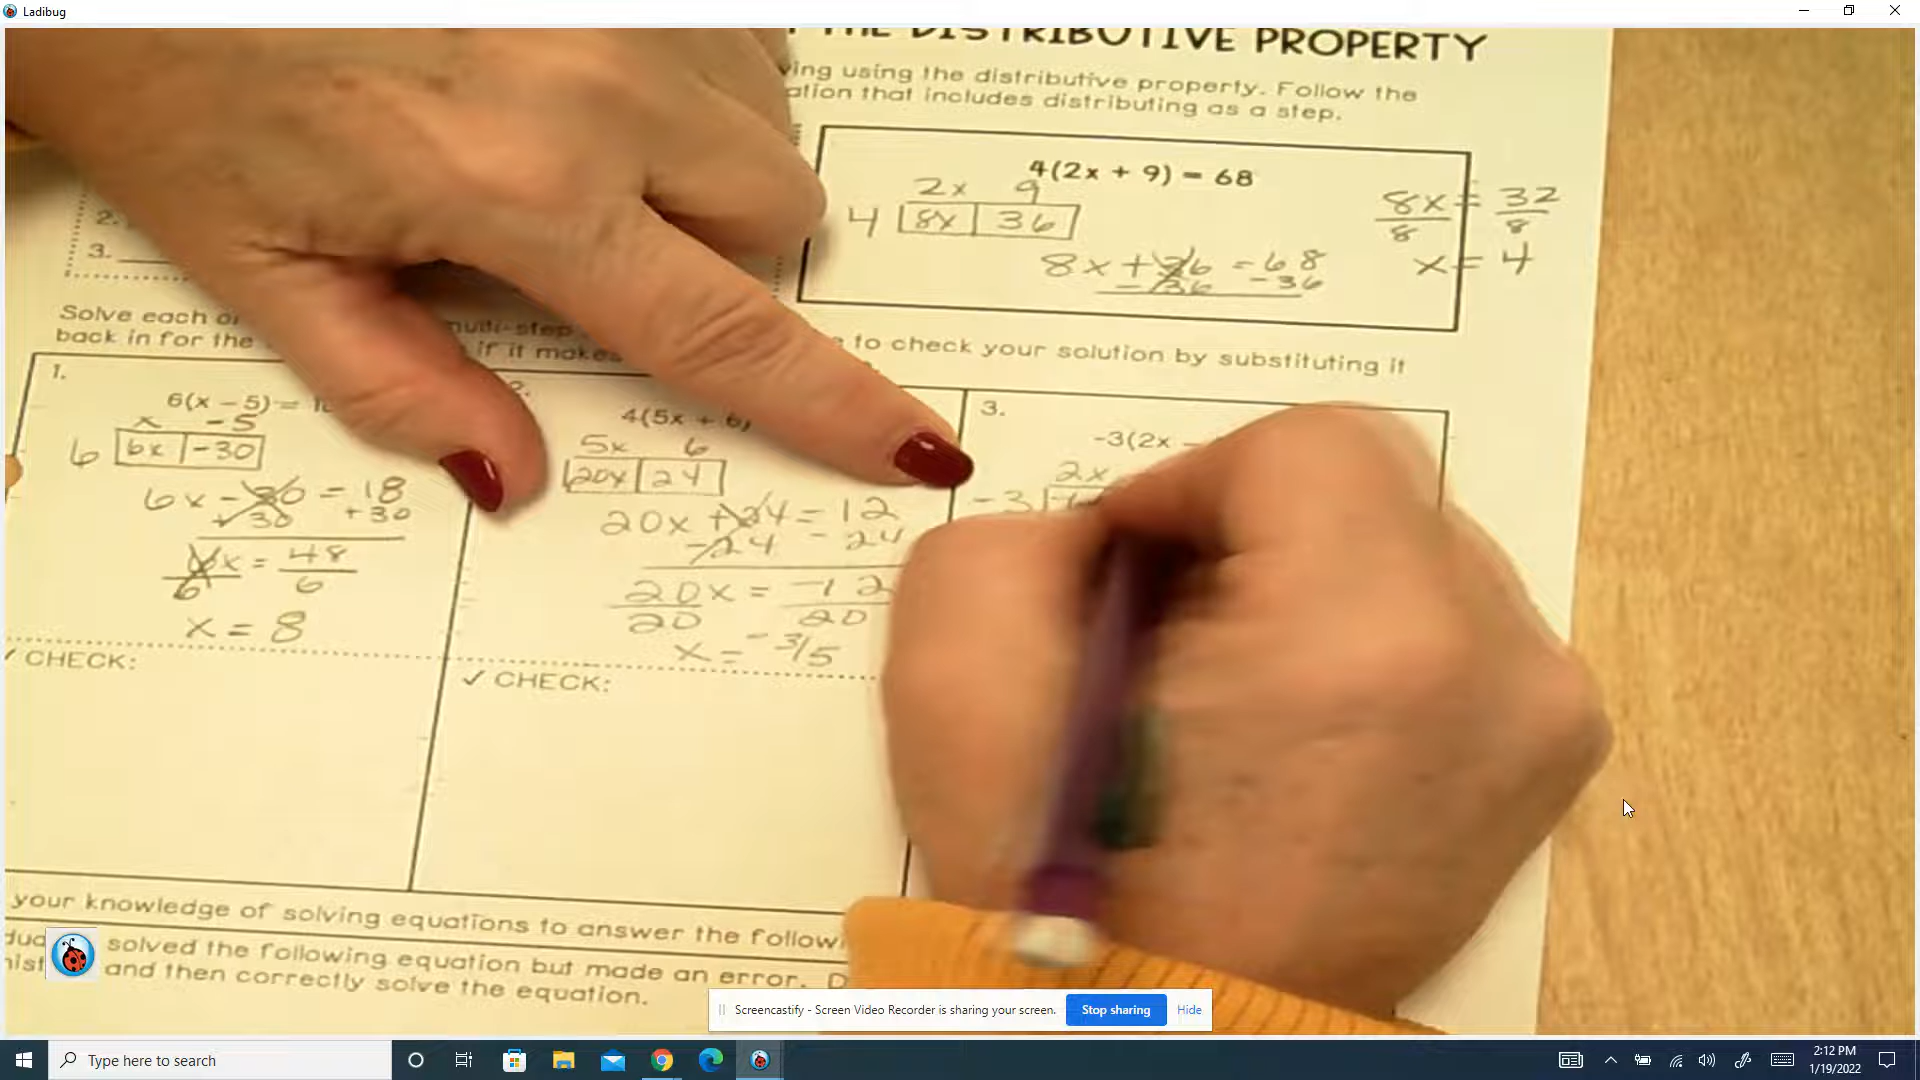 Ladibug
THE DISTRIBUTIVE PROPERTY
ving using the distributive property. Follow the
ation that includes distributing as a step.
4(2x + 9) = 68
2x 9
4 8x 36
8x + 36 = 68
- 36 - 36
8x = 32
8 8
x = 4
2.
3.
Solve each of multi-step to check your solution by substituting it
back in for the if it makes
1.
6(x - 5) =
x -5
6 6x -30
6x - 30 = 18
+ 30 + 30
6x = 48
6 6
x = 8
✓ CHECK:
2.
4(5x + 6)
5x 6
20x 24
20x + 24 = 12
- 24 - 24
20x = -12
20 20
x = -3/5
✓ CHECK:
3.
-3(2x -
2x
-3
your knowledge of solving equations to answer the followi
solved the following equation but made an error. D
and then correctly solve the equation.
Screencastify - Screen Video Recorder is sharing your screen. Stop sharing Hide
Type here to search
2:12 PM
1/19/2022